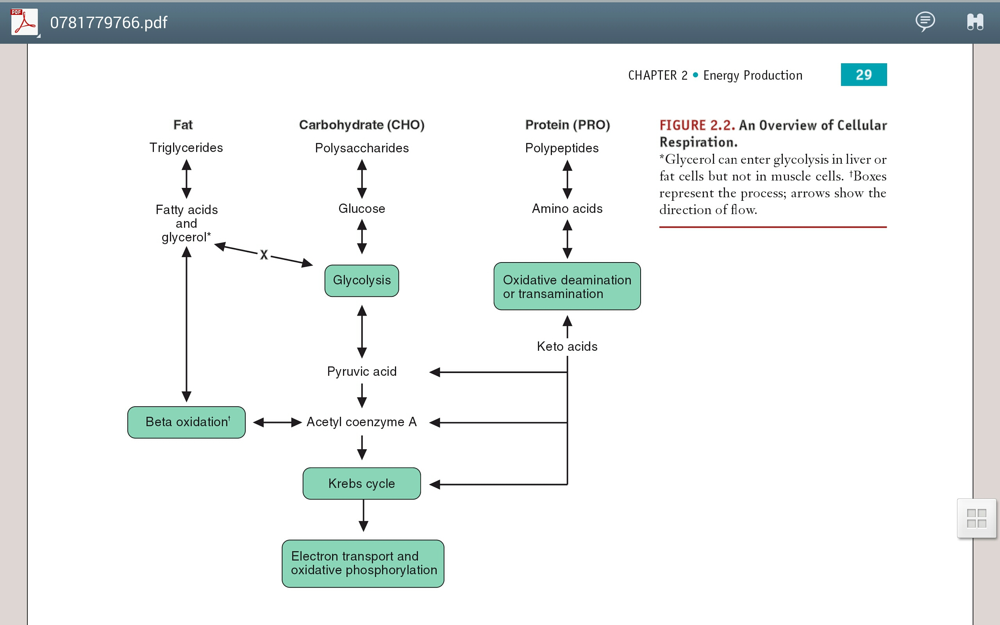 PDF
0781779766.pdf
CHAPTER 2 • Energy Production
29
Fat
Carbohydrate (CHO)
Protein (PRO)
Triglycerides
Polysaccharides
Polypeptides
Fatty acids
and
glycerol*
Glucose
Amino acids
X
Glycolysis
Oxidative deamination
or transamination
Keto acids
Pyruvic acid
Beta oxidation†
Acetyl coenzyme A
Krebs cycle
Electron transport and
oxidative phosphorylation
FIGURE 2.2. An Overview of Cellular
Respiration.
*Glycerol can enter glycolysis in liver or
fat cells but not in muscle cells. †Boxes
represent the process; arrows show the
direction of flow.